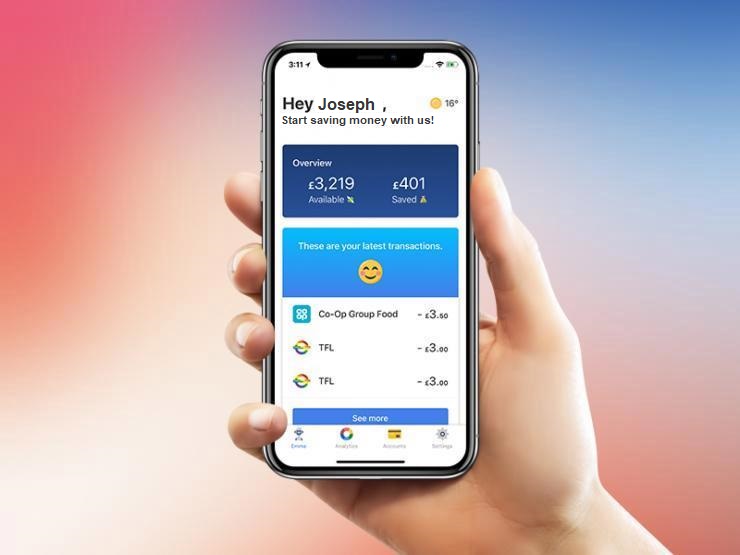 3:11
Hey Joseph ,
16°
Start saving money with us!
Overview
£3,219
£401
Available
Saved
These are your latest transactions.
Co-Op Group Food
- £3.50
TFL
- £3.00
TFL
- £3.00
See more
Emma
Analytics
Accounts
Settings